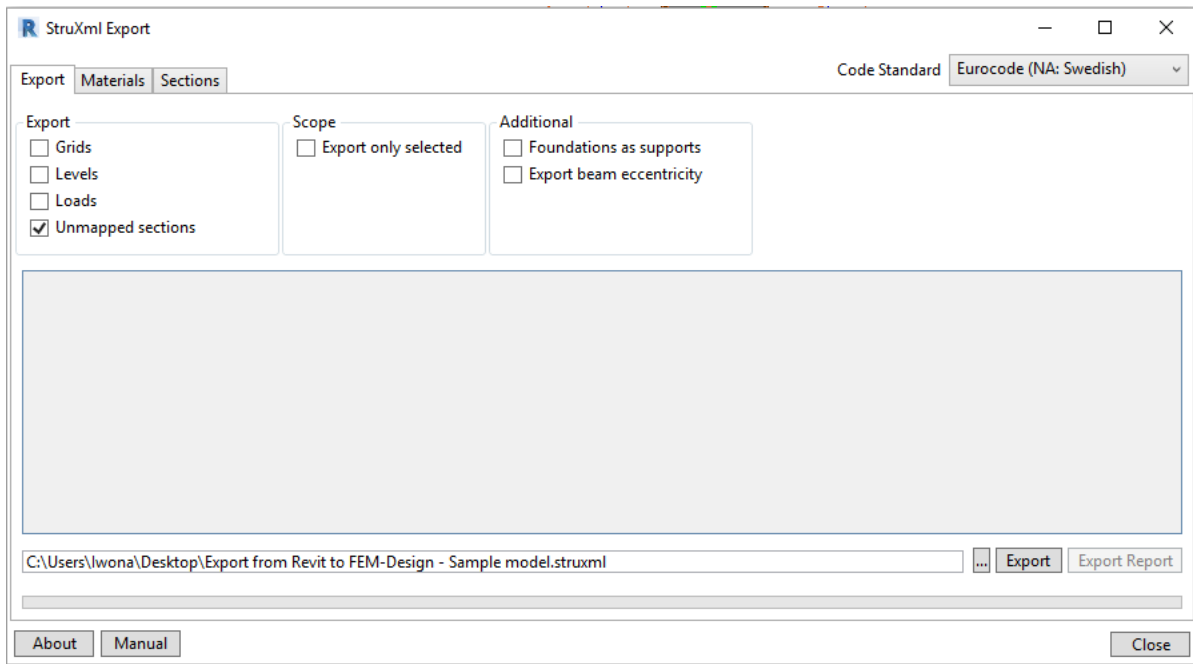 StruXml Export
Export Materials Sections
Code Standard Eurocode (NA: Swedish)
Export
Grids
Levels
Loads
Unmapped sections
Scope
Export only selected
Additional
Foundations as supports
Export beam eccentricity
C:\Users\Iwona\Desktop\Export from Revit to FEM-Design - Sample model.struxml
... Export Export Report
About Manual Close